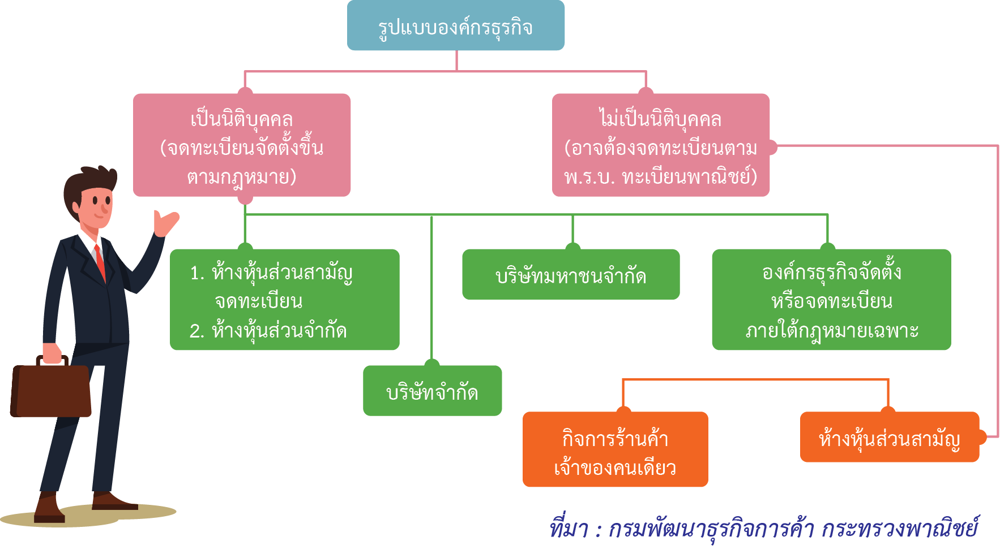 รูปแบบองค์กรธุรกิจ
เป็นนิติบุคคล
(จดทะเบียนจัดตั้งขึ้น
ตามกฎหมาย)
ไม่เป็นนิติบุคคล
(อาจต้องจดทะเบียนตาม
พ.ร.บ. ทะเบียนพาณิชย์)
1. ห้างหุ้นส่วนสามัญ
จดทะเบียน
2. ห้างหุ้นส่วนจำกัด
บริษัทมหาชนจำกัด
องค์กรธุรกิจจัดตั้ง
หรือจดทะเบียน
ภายใต้กฎหมายเฉพาะ
บริษัทจำกัด
กิจการร้านค้า
เจ้าของคนเดียว
ห้างหุ้นส่วนสามัญ
ที่มา : กรมพัฒนาธุรกิจการค้า กระทรวงพาณิชย์